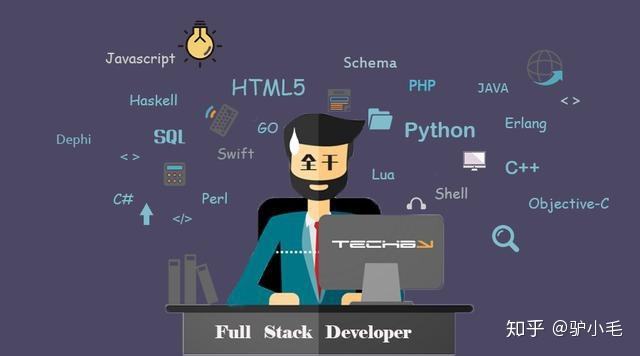 Javascript
Schema
HTML5
PHP
JAVA
Haskell
< >
GO
Python
Erlang
Dephi
SQL
< >
Swift
全干
C++
Lua
C#
</>
Perl
Shell
Objective-C
TECHBY
Full Stack Developer
知乎 @驴小毛